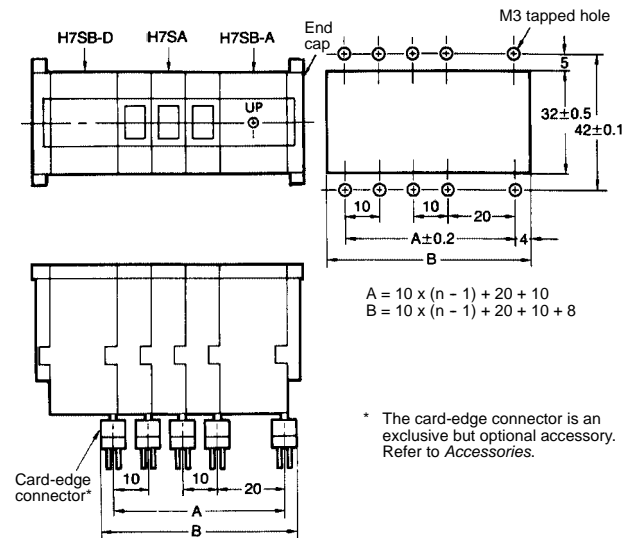 H7SB-D
H7SA
H7SB-A
End
cap
UP
M3 tapped hole
5
32±0.5
42±0.1
10
10
20
A±0.2
4
B
A = 10 x (n − 1) + 20 + 10
B = 10 x (n − 1) + 20 + 10 + 8
* The card-edge connector is an
exclusive but optional accessory.
Refer to Accessories.
Card-edge
connector*
10
10
20
A
B